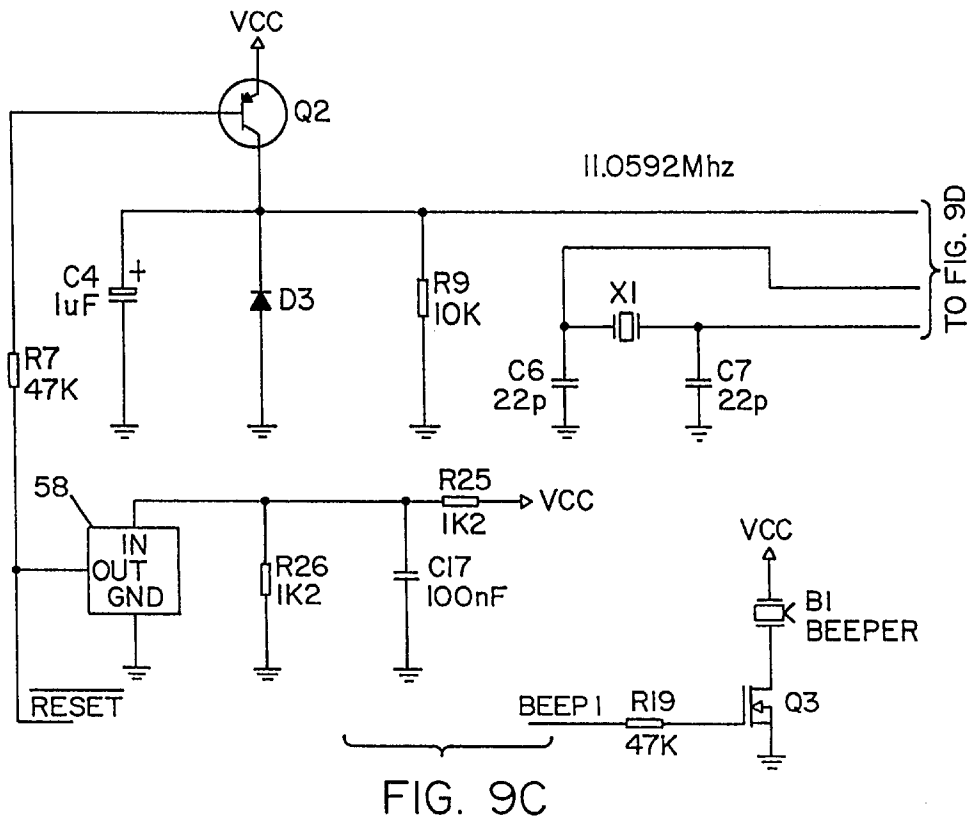 VCC
Q2
11.0592Mhz
TO FIG. 9D
C4
+
1uF
D3
R9
10K
X1
R7
47K
C6
22p
C7
22p
58
R25
1K2
VCC
IN
OUT
GND
R26
1K2
C17
100nF
VCC
B1
BEEPER
RESET
BEEP 1
R19
47K
Q3
FIG. 9C